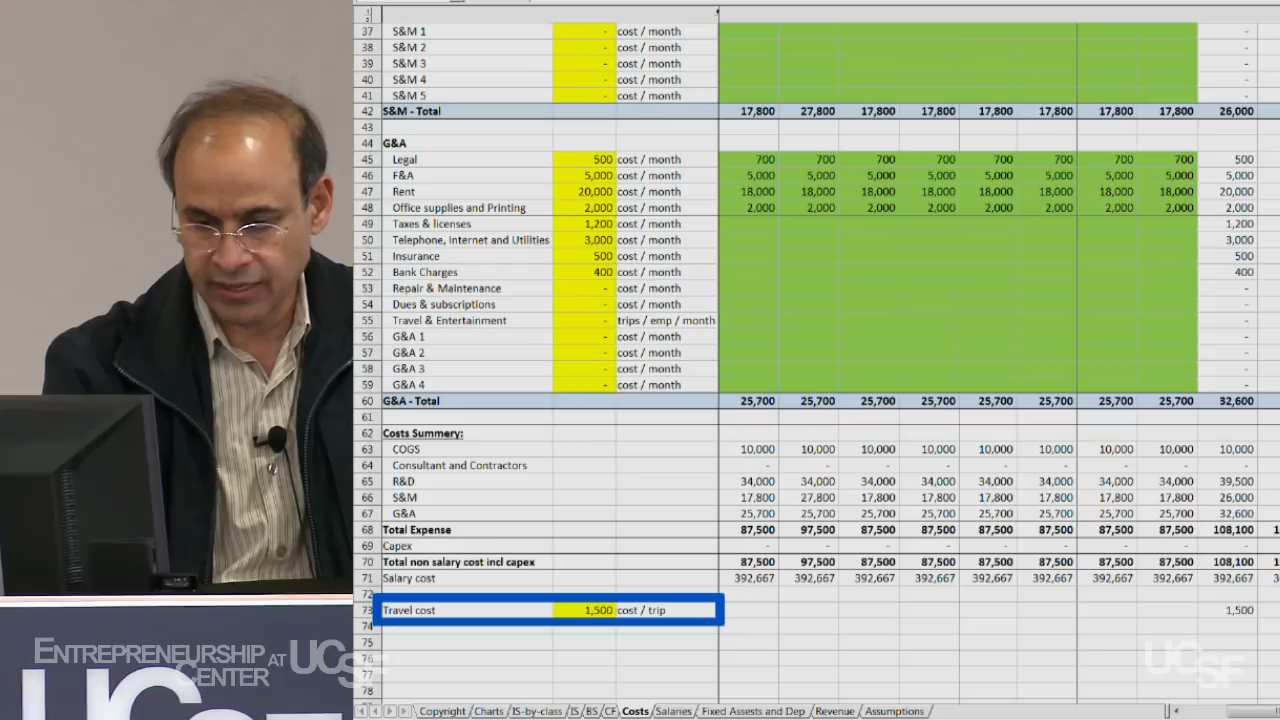 1
2
37 S&M 1 - cost / month -
38 S&M 2 - cost / month -
39 S&M 3 - cost / month -
40 S&M 4 - cost / month -
41 S&M 5 - cost / month -
42 S&M - Total 17,800 27,800 17,800 17,800 17,800 17,800 17,800 17,800 26,000
43
44 G&A
45 Legal 500 cost / month 700 700 700 700 700 700 700 700 500
46 F&A 5,000 cost / month 5,000 5,000 5,000 5,000 5,000 5,000 5,000 5,000 5,000
47 Rent 20,000 cost / month 18,000 18,000 18,000 18,000 18,000 18,000 18,000 18,000 20,000
48 Office supplies and Printing 2,000 cost / month 2,000 2,000 2,000 2,000 2,000 2,000 2,000 2,000 2,000
49 Taxes & licenses 1,200 cost / month 1,200
50 Telephone, Internet and Utilities 3,000 cost / month 3,000
51 Insurance 500 cost / month 500
52 Bank Charges 400 cost / month 400
53 Repair & Maintenance - cost / month -
54 Dues & subscriptions - cost / month -
55 Travel & Entertainment - trips / emp / month -
56 G&A 1 - cost / month -
57 G&A 2 - cost / month -
58 G&A 3 - cost / month -
59 G&A 4 - cost / month -
60 G&A - Total 25,700 25,700 25,700 25,700 25,700 25,700 25,700 25,700 32,600
61
62 Costs Summary:
63 COGS 10,000 10,000 10,000 10,000 10,000 10,000 10,000 10,000 10,000
64 Consultant and Contractors - - - - - - - - -
65 R&D 34,000 34,000 34,000 34,000 34,000 34,000 34,000 34,000 39,500
66 S&M 17,800 27,800 17,800 17,800 17,800 17,800 17,800 17,800 26,000
67 G&A 25,700 25,700 25,700 25,700 25,700 25,700 25,700 25,700 32,600
68 Total Expense 87,500 97,500 87,500 87,500 87,500 87,500 87,500 87,500 108,100 1
69 Capex - - - - - - - - -
70 Total non salary cost incl capex 87,500 97,500 87,500 87,500 87,500 87,500 87,500 87,500 108,100 1
71 Salary cost 392,667 392,667 392,667 392,667 392,667 392,667 392,667 392,667 392,667 3
72
73 Travel cost 1,500 cost / trip 1,500
74
75
76
77
78
Copyright / Charts / IS-by-class / IS / BS / CF / Costs / Salaries / Fixed Assests and Dep / Revenue / Assumptions
ENTREPRENEURSHIP
CENTER
AT UCSF
UCSF
UCSF